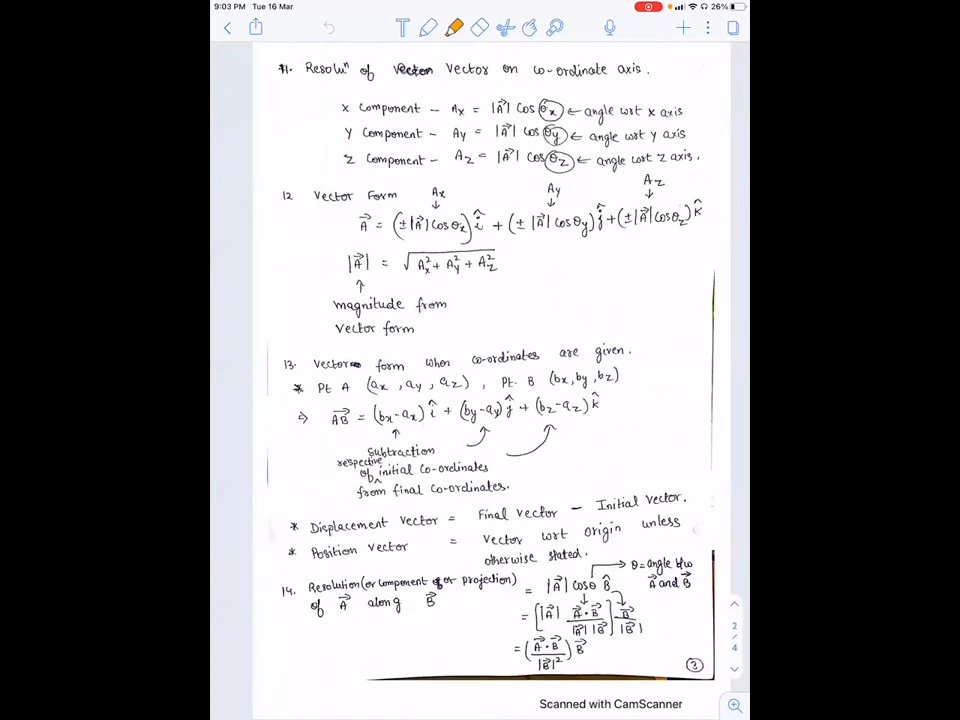 9:03 PM Tue 16 Mar
26%
11. Resoluⁿ of Vector on co-ordinate axis.
X Component - Ax = |A⃗| Cos θx ← angle wrt x axis
Y Component - Ay = |A⃗| Cos θy ← angle wrt y axis
Z Component - Az = |A⃗| Cos θz ← angle wrt z axis.
12 Vector Form Ax Ay Az
↓ ↓ ↓
A⃗ = (±|A⃗|cos θx) î + (± |A⃗|cos θy) ĵ + (±|A⃗|cos θz) k̂
|A⃗| = √Ax² + Ay² + Az²
↑
magnitude from
vector form
13. Vector form when co-ordinates are given.
* Pt A (ax, ay, az), Pt. B (bx, by, bz)
⇒ AB⃗ = (bx-ax) î + (by-ay) ĵ + (bz-az) k̂
Subtraction
respective
of ^ initial co-ordinates
from final co-ordinates.
* Displacement vector = Final vector - Initial vector.
* Position vector = Vector wrt origin unless
otherwise stated.
14. Resolution (or component or projection) = |A⃗| cos θ B̂ → θ = angle b/w
of A⃗ along B⃗ A⃗ and B⃗
= [|A⃗| A⃗·B⃗/|A⃗||B⃗|] B⃗/|B⃗|
= (A⃗·B⃗/|B⃗|²) B⃗
3
2
/
4
Scanned with CamScanner